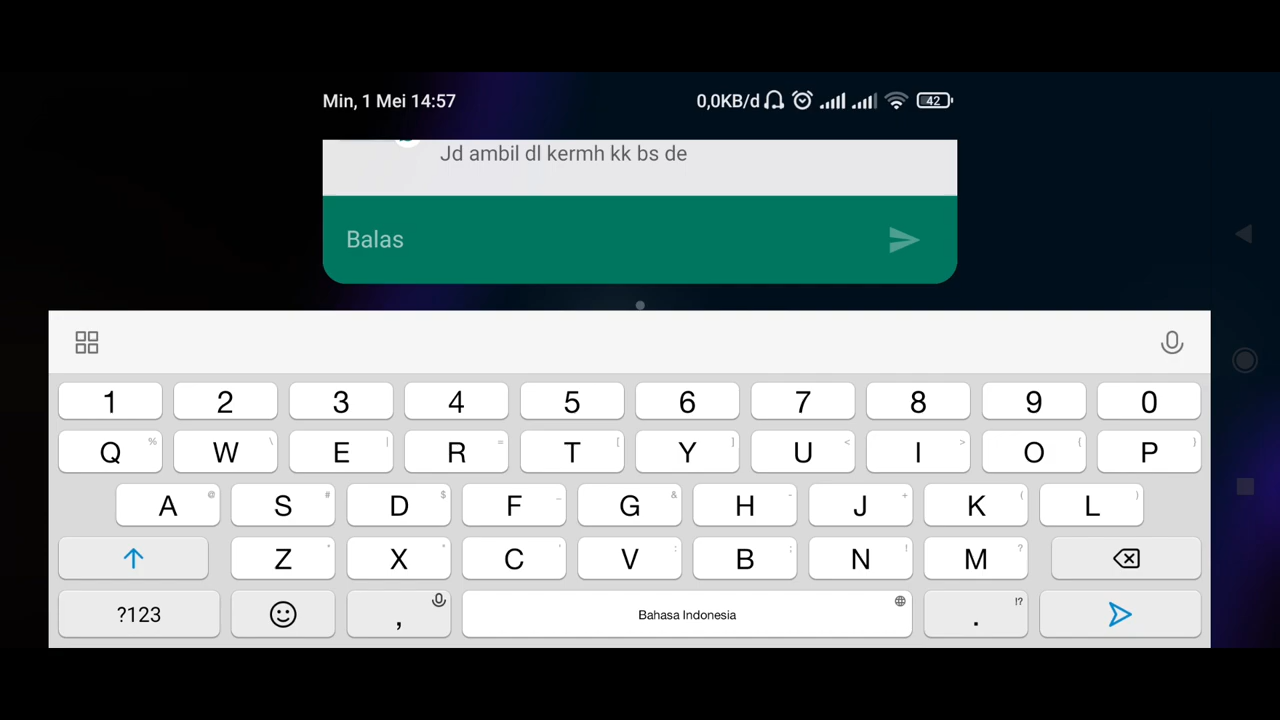 Min, 1 Mei 14:57
0,0KB/d 42
Jd ambil dl kermh kk bs de
Balas
1 2 3 4 5 6 7 8 9 0
Q % W \ E | R = T [ Y ] U < I > O { P }
A @ S # D $ F _ G & H - J + K ( L )
Z * X " C ' V : B ; N ! M ?
?123 , Bahasa Indonesia . !?